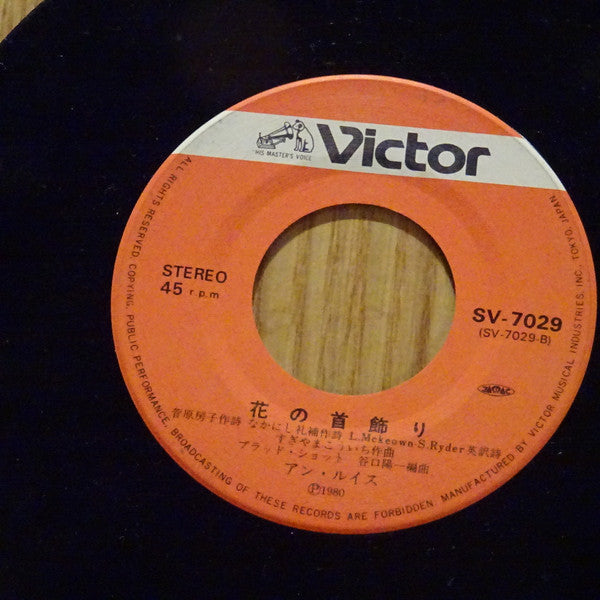 Victor
"HIS MASTER'S VOICE"
STEREO
45 r.p.m
SV-7029
(SV-7029-B)
JASRAC
花の首飾り
菅原房子作詩 なかにし礼補作詩 L.Mckeown-S.Ryder英訳詩
すぎやまこういち作曲
ブラッド・ショット 谷口陽一編曲
アン・ルイス
Ⓟ1980
ALL RIGHTS RESERVED. COPYING, PUBLIC PERFORMANCE, BROADCASTING OF THESE RECORDS ARE FORBIDDEN. MANUFACTURED BY VICTOR MUSICAL INDUSTRIES, INC. TOKYO, JAPAN.